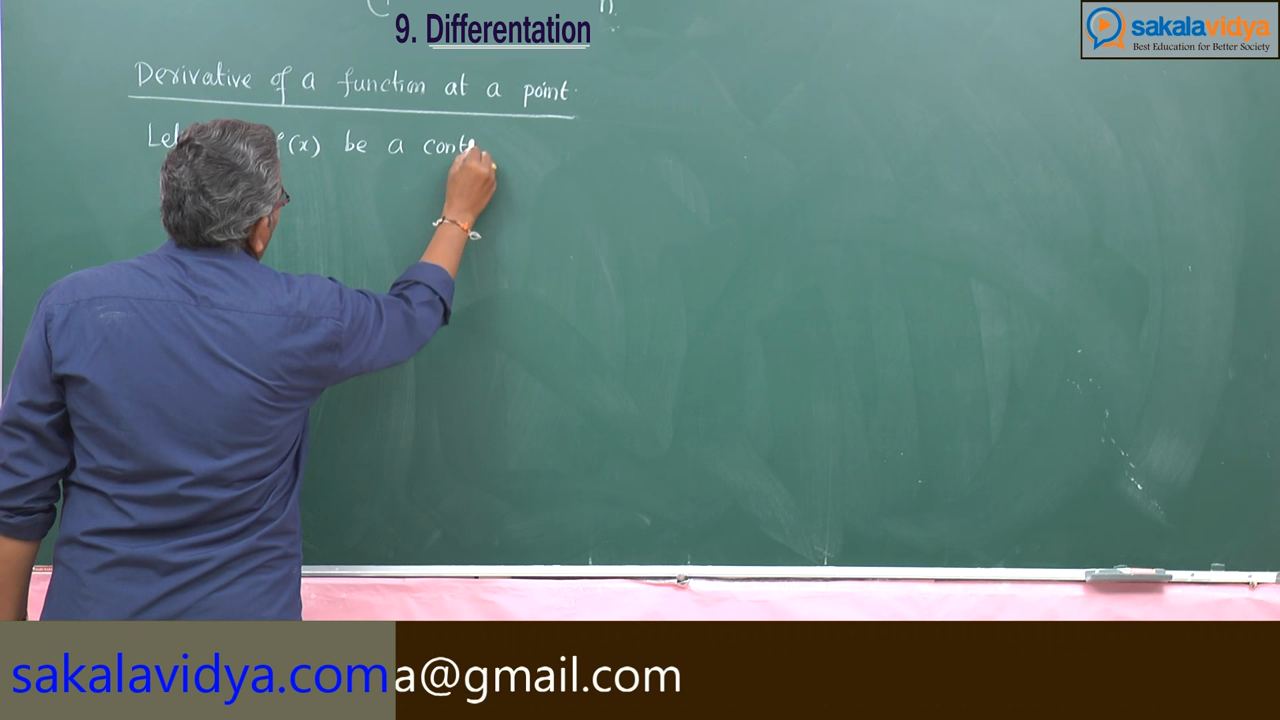 9. Differentation
sakalavidya
Best Education for Better Society
Derivative of a function at a point.
Let (x) be a cont
sakalavidya.com
a@gmail.com